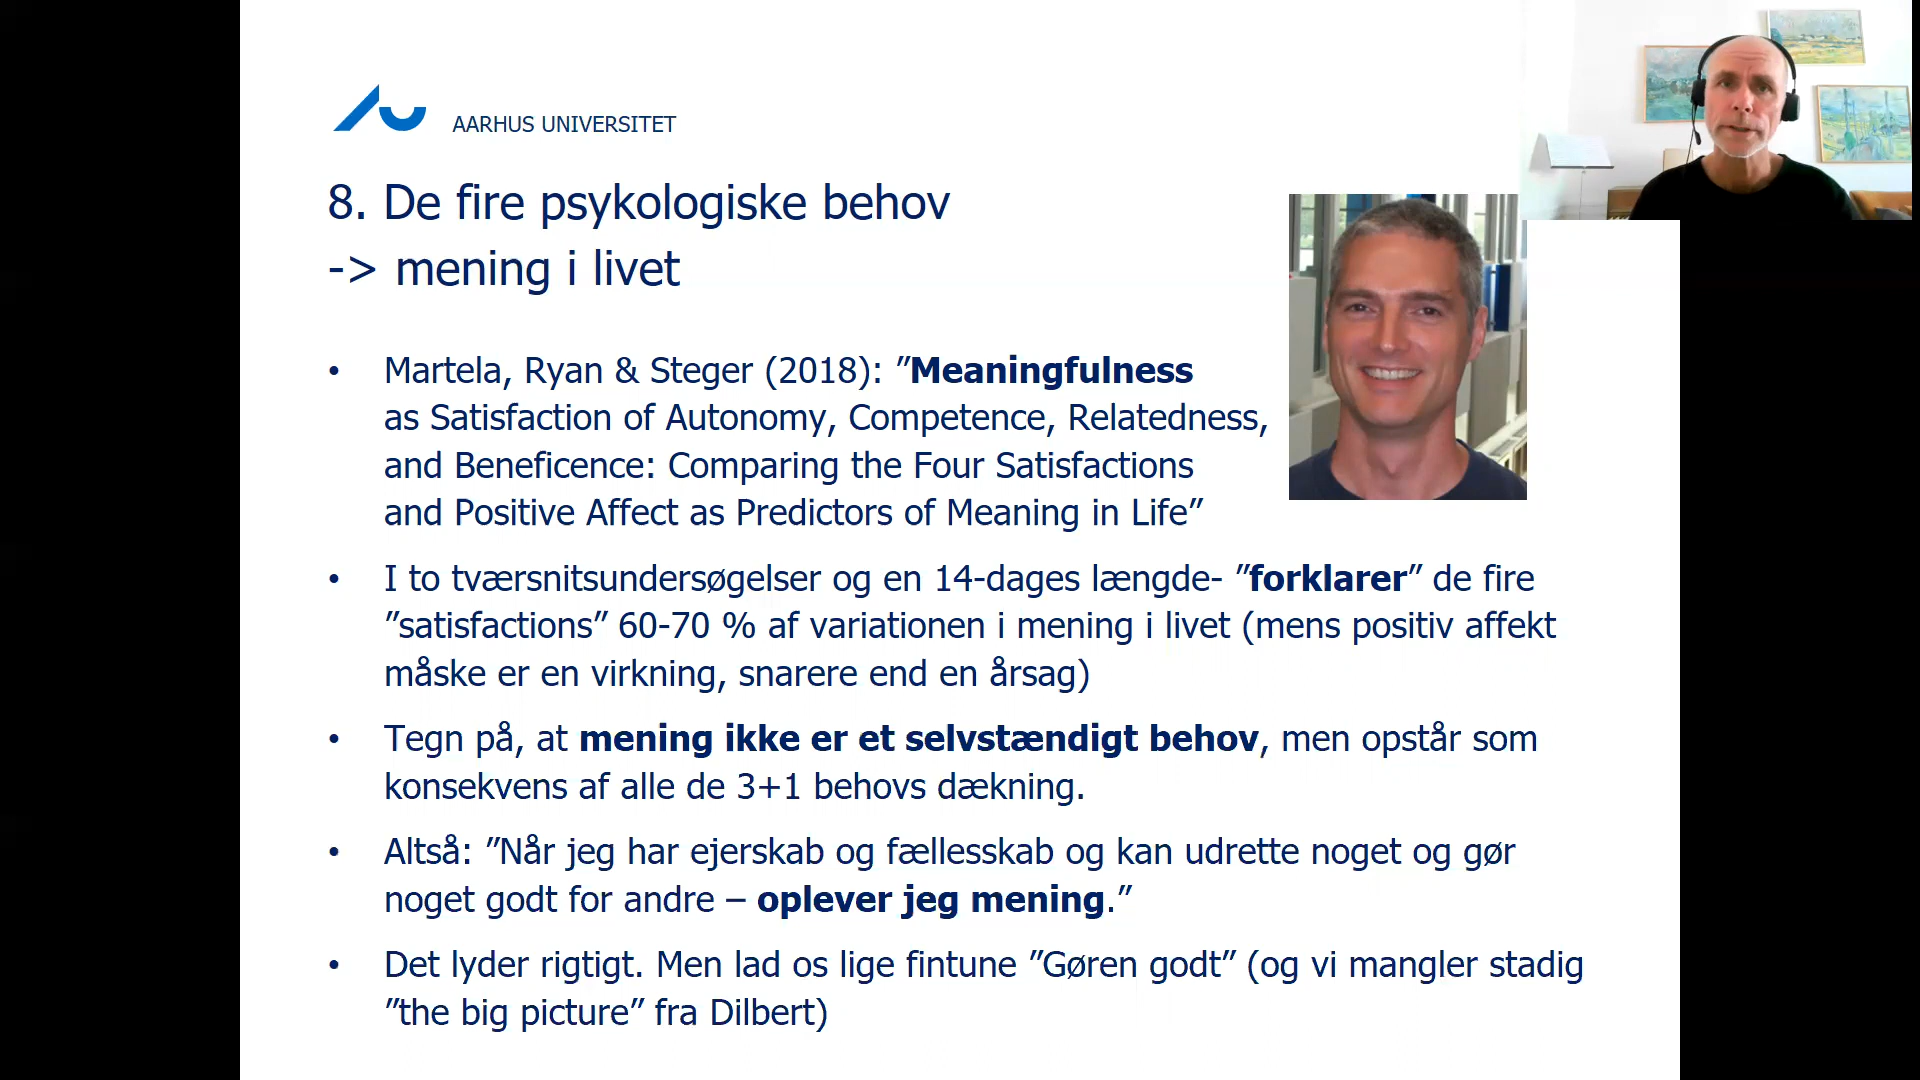 AARHUS UNIVERSITET
8. De fire psykologiske behov
-> mening i livet
• Martela, Ryan & Steger (2018): ”Meaningfulness
as Satisfaction of Autonomy, Competence, Relatedness,
and Beneficence: Comparing the Four Satisfactions
and Positive Affect as Predictors of Meaning in Life”
• I to tværsnitsundersøgelser og en 14-dages længde- ”forklarer” de fire
”satisfactions” 60-70 % af variationen i mening i livet (mens positiv affekt
måske er en virkning, snarere end en årsag)
• Tegn på, at mening ikke er et selvstændigt behov, men opstår som
konsekvens af alle de 3+1 behovs dækning.
• Altså: ”Når jeg har ejerskab og fællesskab og kan udrette noget og gør
noget godt for andre – oplever jeg mening.”
• Det lyder rigtigt. Men lad os lige fintune ”Gøren godt” (og vi mangler stadig
”the big picture” fra Dilbert)